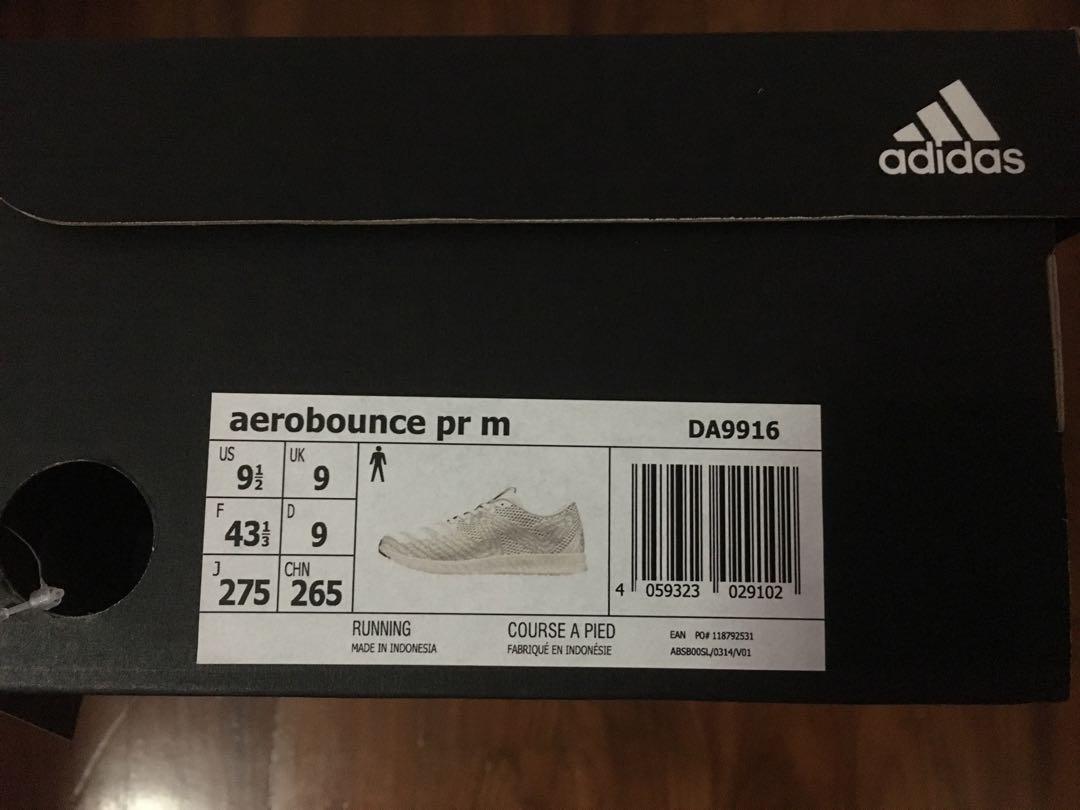 adidas
aerobounce pr m
DA9916
US 9½
UK 9
F 43⅓
D 9
J 275
CHN 265
4 059323 029102
RUNNING
MADE IN INDONESIA
COURSE A PIED
FABRIQUÉ EN INDONÉSIE
EAN PO# 118792531
ABSB00SL/0314/V01